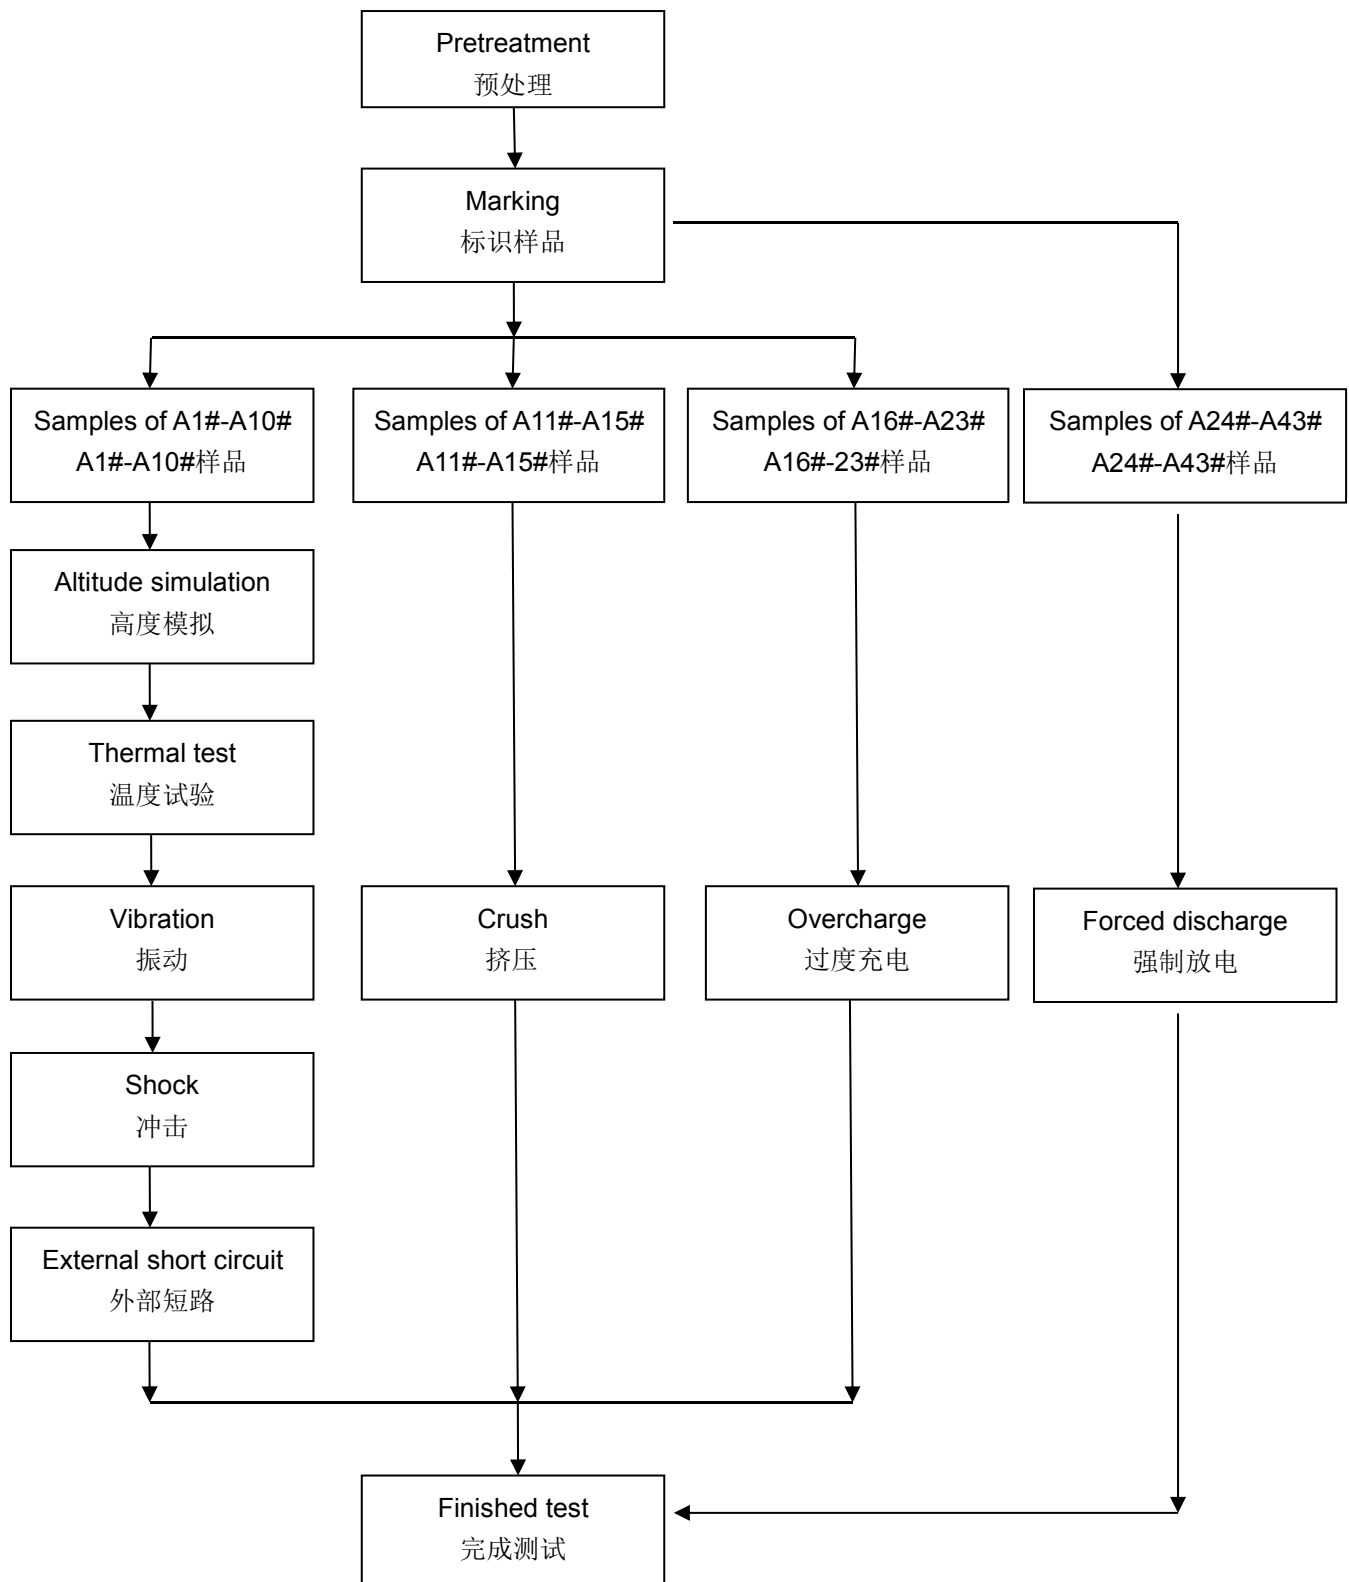 Pretreatment
预处理
Marking
标识样品
Samples of A1#-A10#
A1#-A10#样品
Samples of A11#-A15#
A11#-A15#样品
Samples of A16#-A23#
A16#-23#样品
Samples of A24#-A43#
A24#-A43#样品
Altitude simulation
高度模拟
Thermal test
温度试验
Vibration
振动
Crush
挤压
Overcharge
过度充电
Forced discharge
强制放电
Shock
冲击
External short circuit
外部短路
Finished test
完成测试